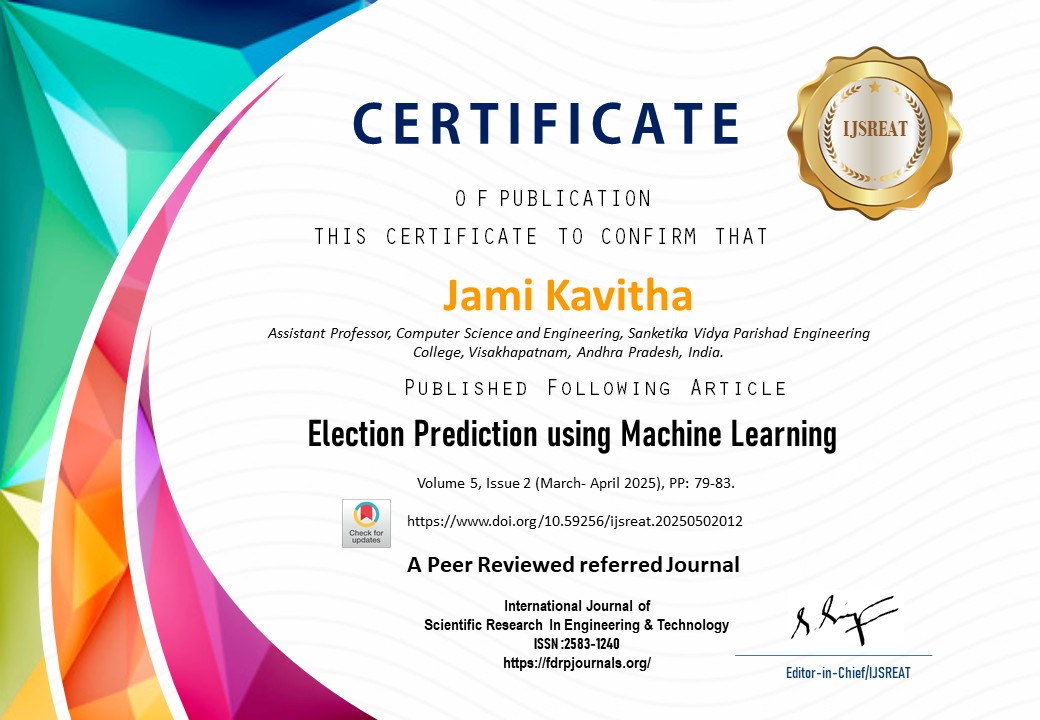 CERTIFICATE
IJSREAT
O F PUBLICATION
THIS CERTIFICATE TO CONFIRM THAT
Jami Kavitha
Assistant Professor, Computer Science and Engineering, Sanketika Vidya Parishad Engineering
College, Visakhapatnam, Andhra Pradesh, India.
Published Following Article
Election Prediction using Machine Learning
Volume 5, Issue 2 (March- April 2025), PP: 79-83.
Check for
updates
https://www.doi.org/10.59256/ijsreat.20250502012
A Peer Reviewed referred Journal
International Journal of
Scientific Research In Engineering & Technology
ISSN :2583-1240
https://fdrpjournals.org/
Editor-in-Chief/IJSREAT